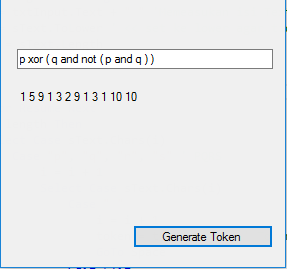 p xor ( q and not ( p and q ) )
1 5 9 1 3 2 9 1 3 1 10 10
Generate Token